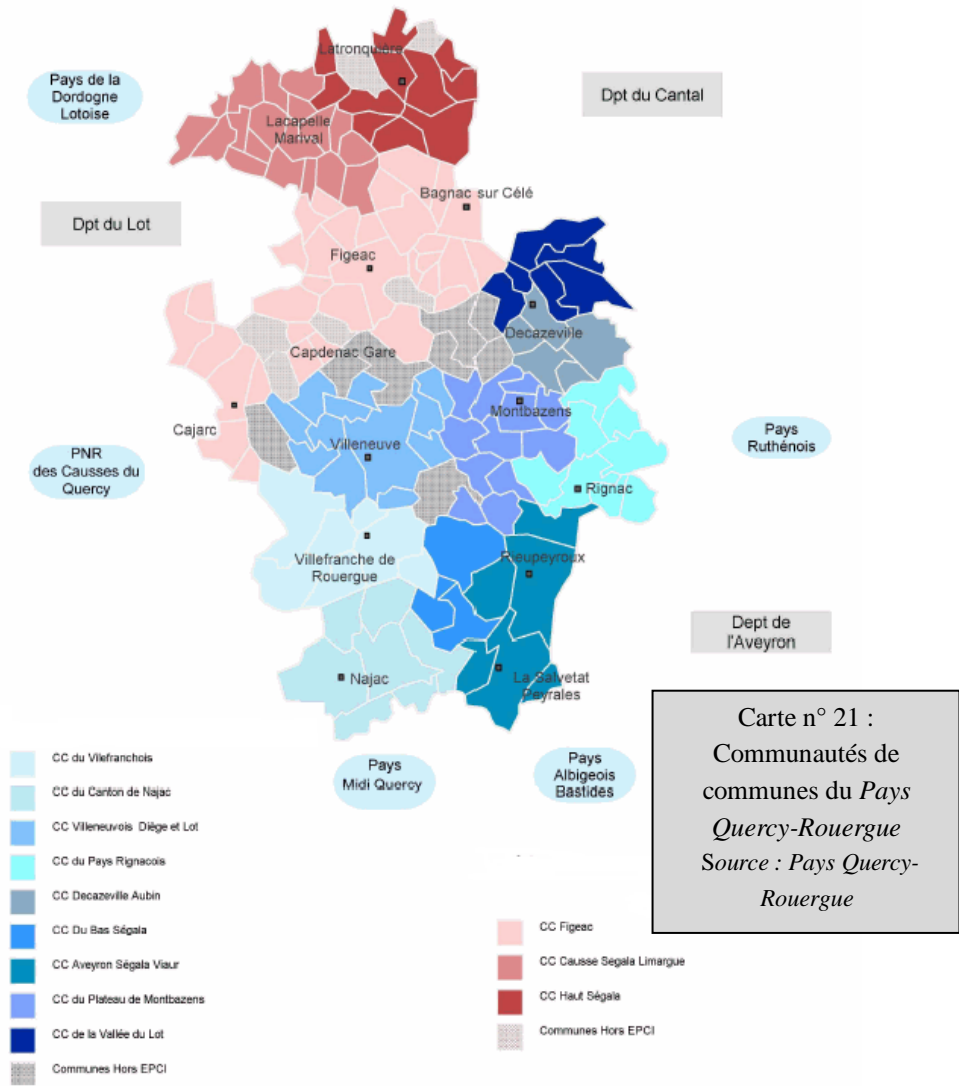 Latronquière
Pays de la
Dordogne
Lotoise
Dpt du Cantal
Lacapelle
Marival
Bagnac sur Célé
Dpt du Lot
Figeac
Decazeville
Capdenac Gare
Montbazens
Cajarc
Villeneuve
Pays
Ruthénois
PNR
des Causses du
Quercy
Rignac
Villefranche de
Rouergue
Rieupeyroux
Dept de
l'Aveyron
Najac
La Salvetat
Peyrales
Carte n° 21 :
Communautés de
communes du Pays
Quercy-Rouergue
Source : Pays Quercy-
Rouergue
Pays
Midi Quercy
Pays
Albigeois
Bastides
CC du Vilefranchois
CC du Canton de Najac
CC Villeneuvois Diège et Lot
CC du Pays Rignacois
CC Decazeville Aubin
CC Du Bas Ségala
CC Aveyron Ségala Viaur
CC du Plateau de Montbazens
CC de la Vallée du Lot
Communes Hors EPCI
CC Figeac
CC Causse Segala Limargue
CC Haut Ségala
Communes Hors EPCI